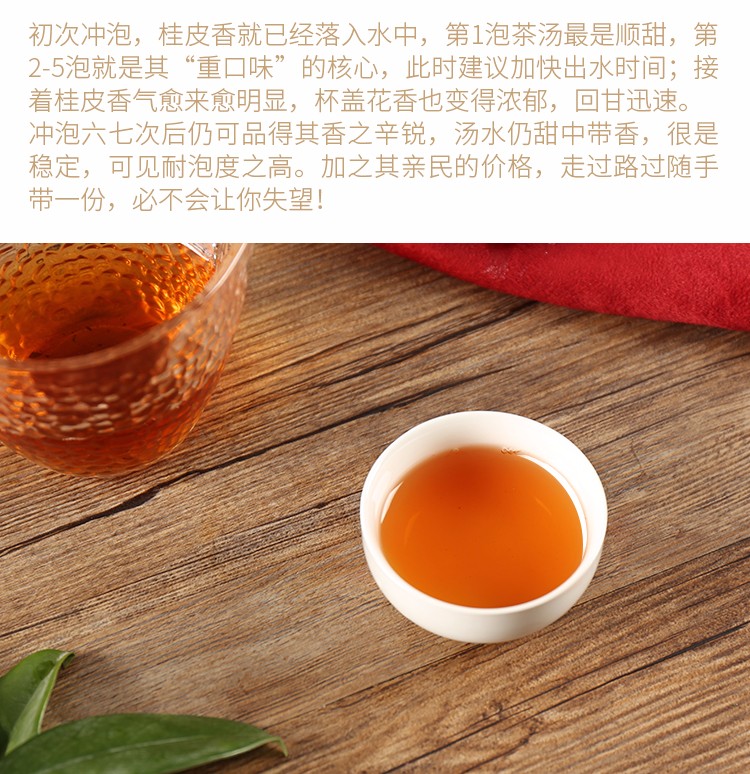 初次冲泡，桂皮香就已经落入水中，第1泡茶汤最是顺甜，第
2-5泡就是其“重口味”的核心，此时建议加快出水时间；接
着桂皮香气愈来愈明显，杯盖花香也变得浓郁，回甘迅速。
冲泡六七次后仍可品得其香之辛锐，汤水仍甜中带香，很是
稳定，可见耐泡度之高。加之其亲民的价格，走过路过随手
带一份，必不会让你失望！